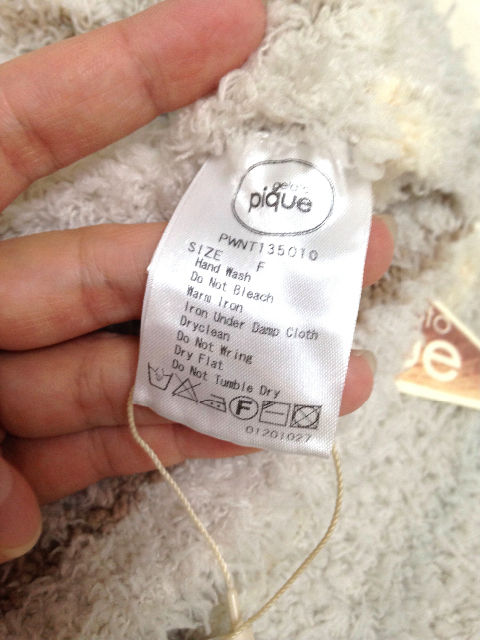 gelato
pique
PWNT135010
SIZE F
Hand Wash
Do Not Bleach
Warm Iron
Iron Under Damp Cloth
Dryclean
Do Not Wring
Dry Flat
Do Not Tumble Dry
F
01201027